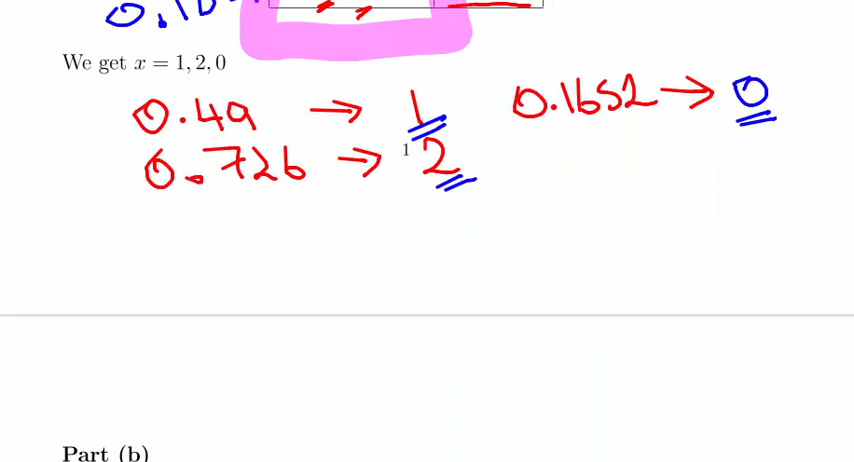 We get x = 1, 2, 0
0.49 → 1
0.1652 → 0
0.726 → 2
1
Part (b)